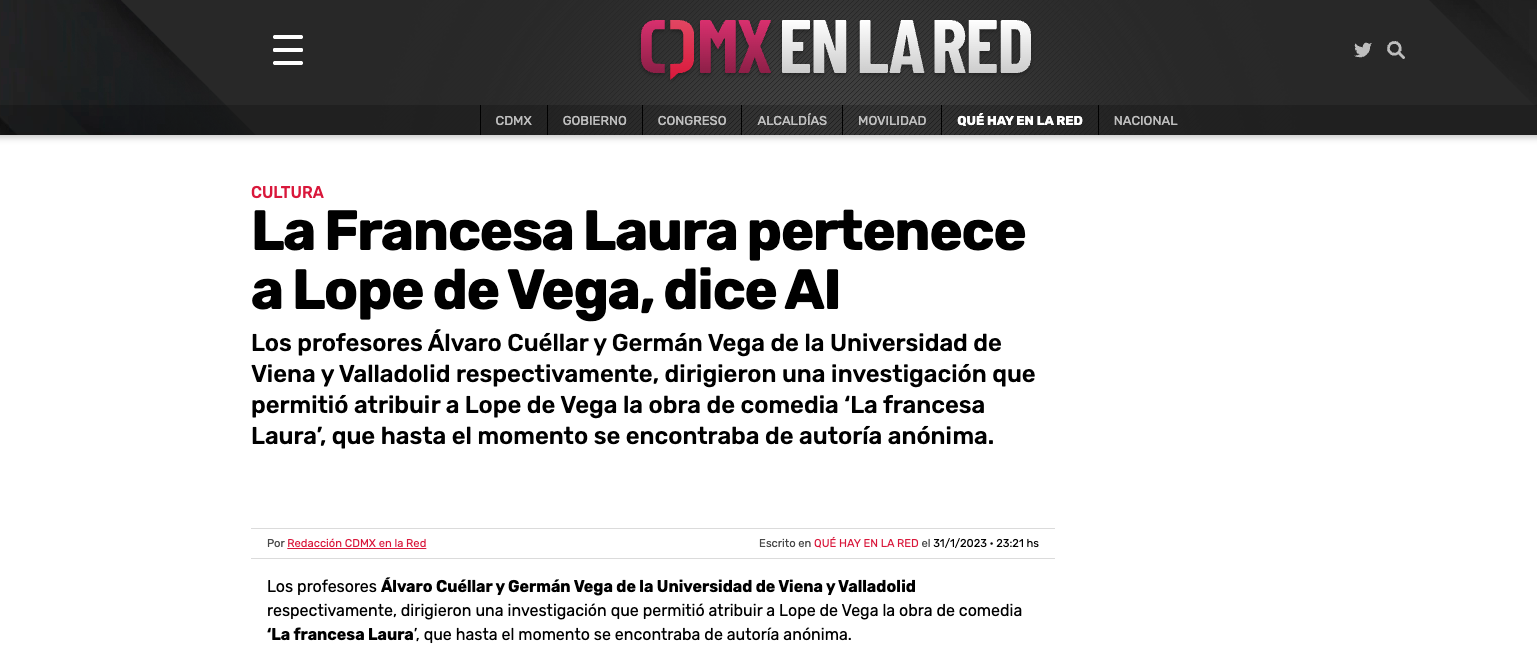 CDMX EN LA RED
CDMX
GOBIERNO
CONGRESO
ALCALDÍAS
MOVILIDAD
QUÉ HAY EN LA RED
NACIONAL
CULTURA
La Francesa Laura pertenece
a Lope de Vega, dice AI
Los profesores Álvaro Cuéllar y Germán Vega de la Universidad de
Viena y Valladolid respectivamente, dirigieron una investigación que
permitió atribuir a Lope de Vega la obra de comedia ‘La francesa
Laura’, que hasta el momento se encontraba de autoría anónima.
Por Redacción CDMX en la Red
Escrito en QUÉ HAY EN LA RED el 31/1/2023 · 23:21 hs
Los profesores Álvaro Cuéllar y Germán Vega de la Universidad de Viena y Valladolid
respectivamente, dirigieron una investigación que permitió atribuir a Lope de Vega la obra de comedia
‘La francesa Laura’, que hasta el momento se encontraba de autoría anónima.